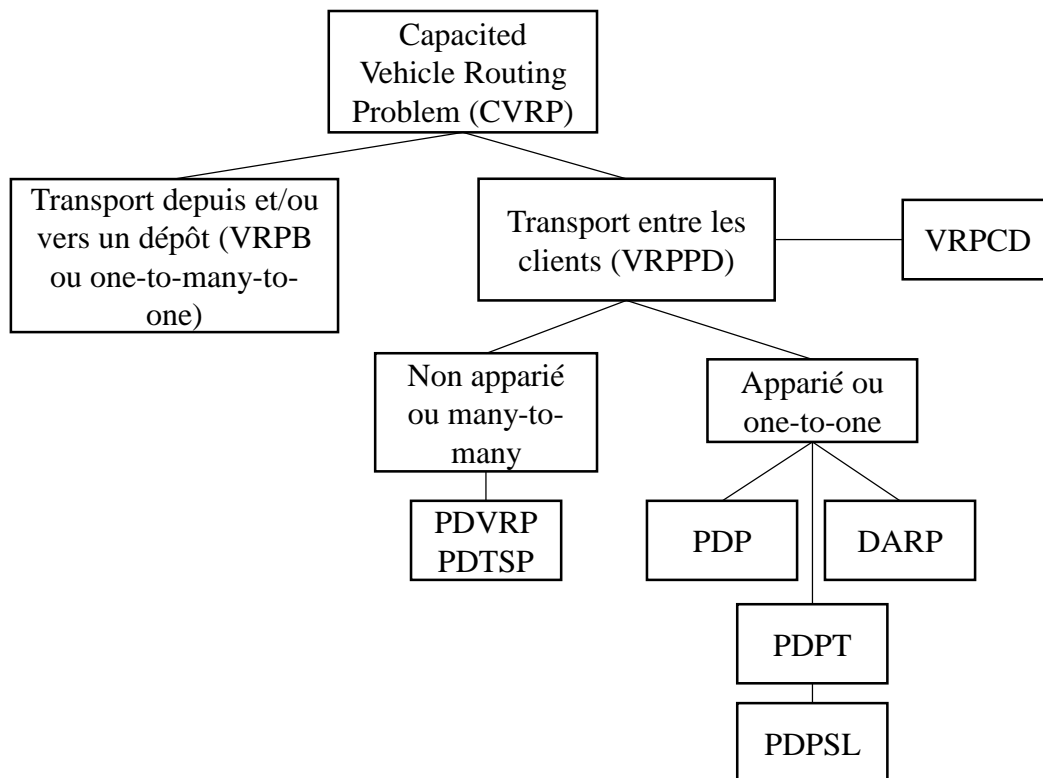 Capacited
Vehicle Routing
Problem (CVRP)
Transport depuis et/ou
vers un dépôt (VRPB
ou one-to-many-to-
one)
Transport entre les
clients (VRPPD)
VRPCD
Non apparié
ou many-to-
many
Apparié ou
one-to-one
PDVRP
PDTSP
PDP
DARP
PDPT
PDPSL